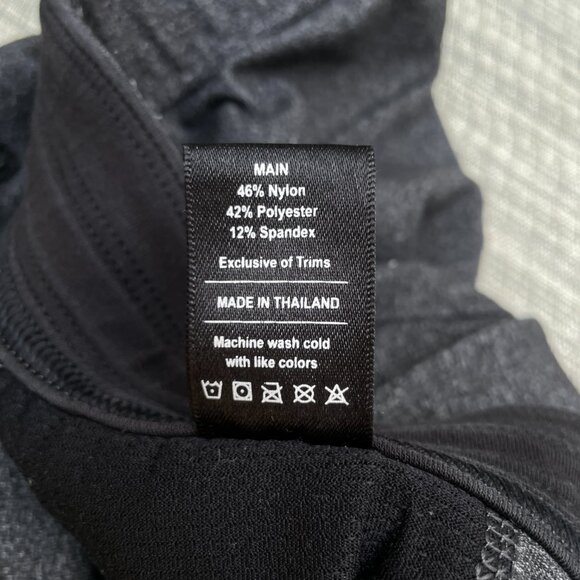 MAIN
46% Nylon
42% Polyester
12% Spandex
Exclusive of Trims
MADE IN THAILAND
Machine wash cold
with like colors